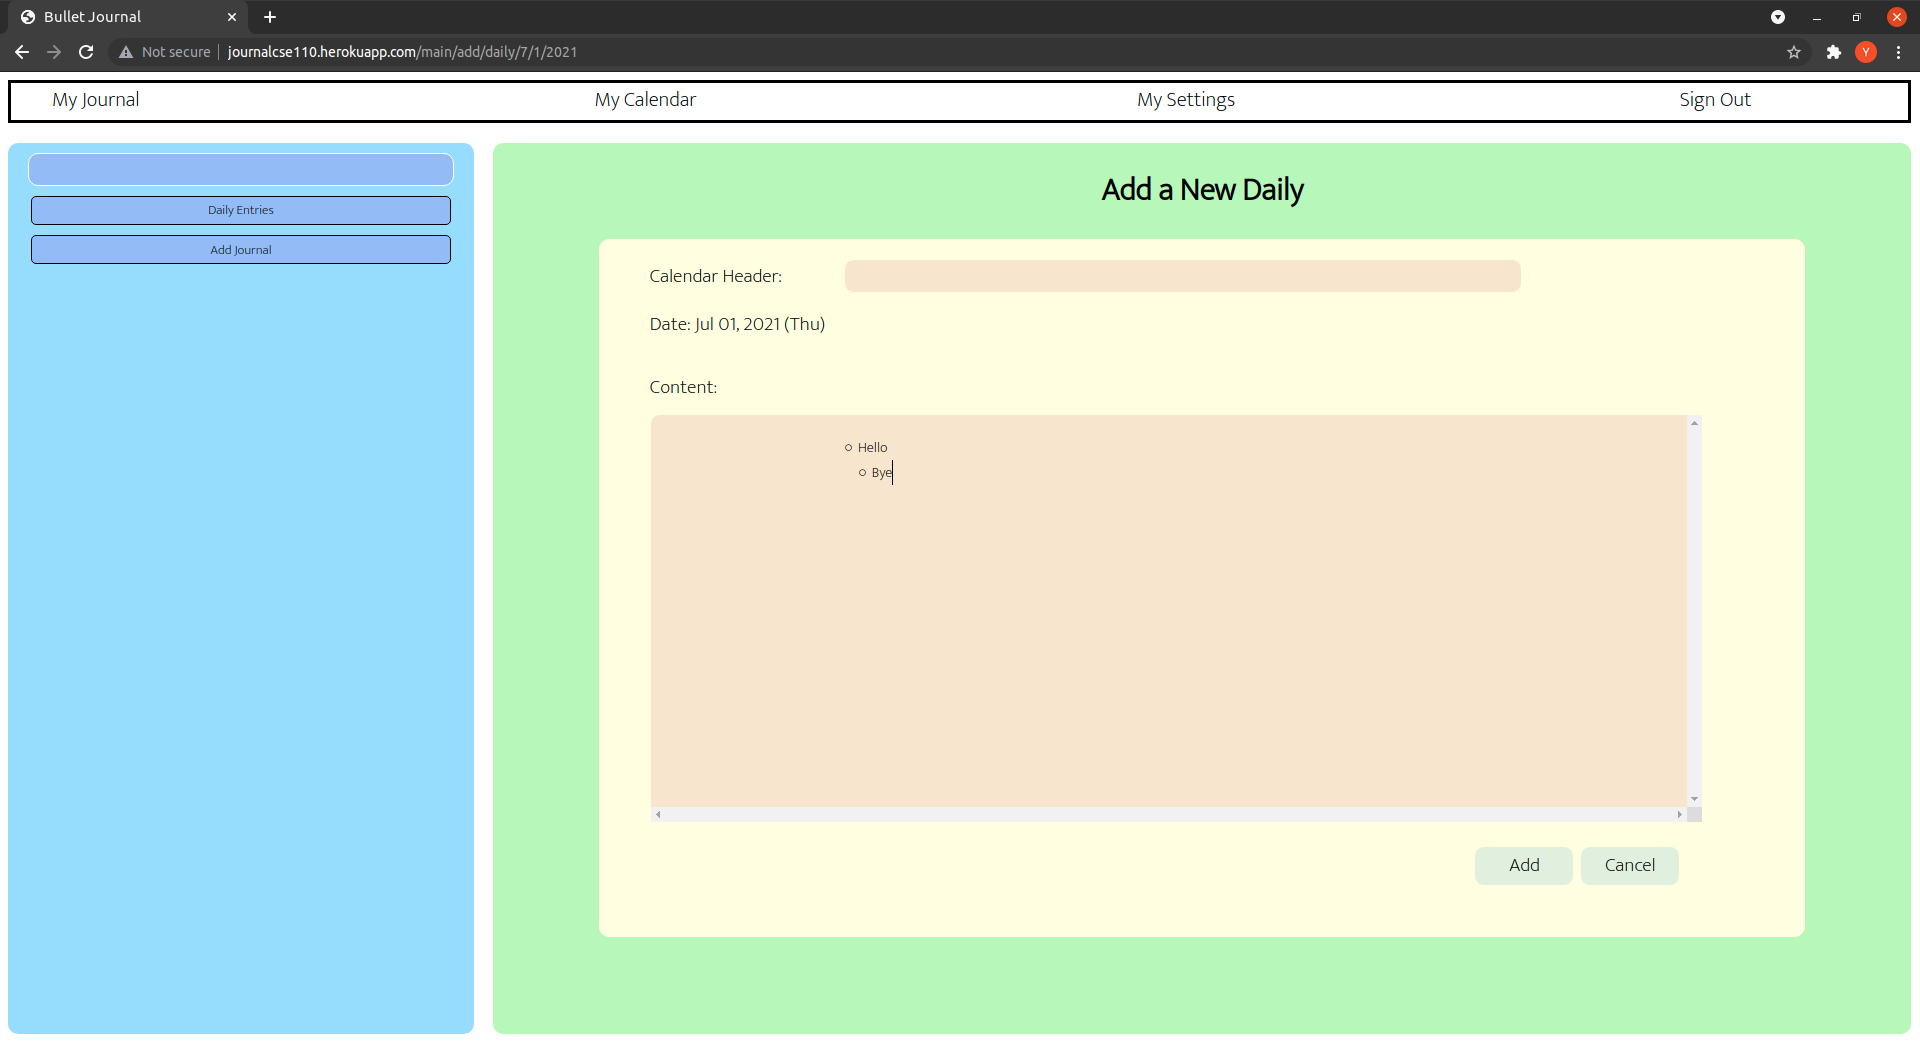 Bullet Journal
Not secure journalcse110.herokuapp.com/main/add/daily/7/1/2021
Y
My Journal My Calendar My Settings Sign Out
Daily Entries
Add Journal
Add a New Daily
Calendar Header:
Date: Jul 01, 2021 (Thu)
Content:
Hello
Bye
Add Cancel